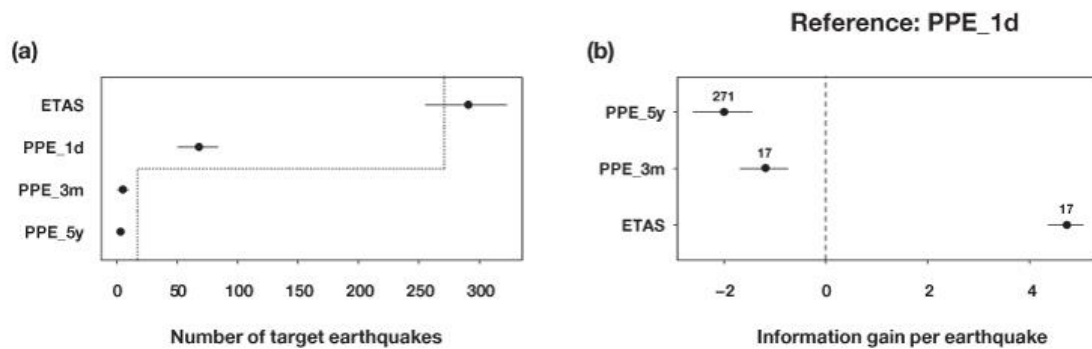 (a)
ETAS
PPE_1d
PPE_3m
PPE_5y
0 50 100 150 200 250 300
Number of target earthquakes
Reference: PPE_1d
(b)
271
PPE_5y
17
PPE_3m
17
ETAS
−2 0 2 4
Information gain per earthquake